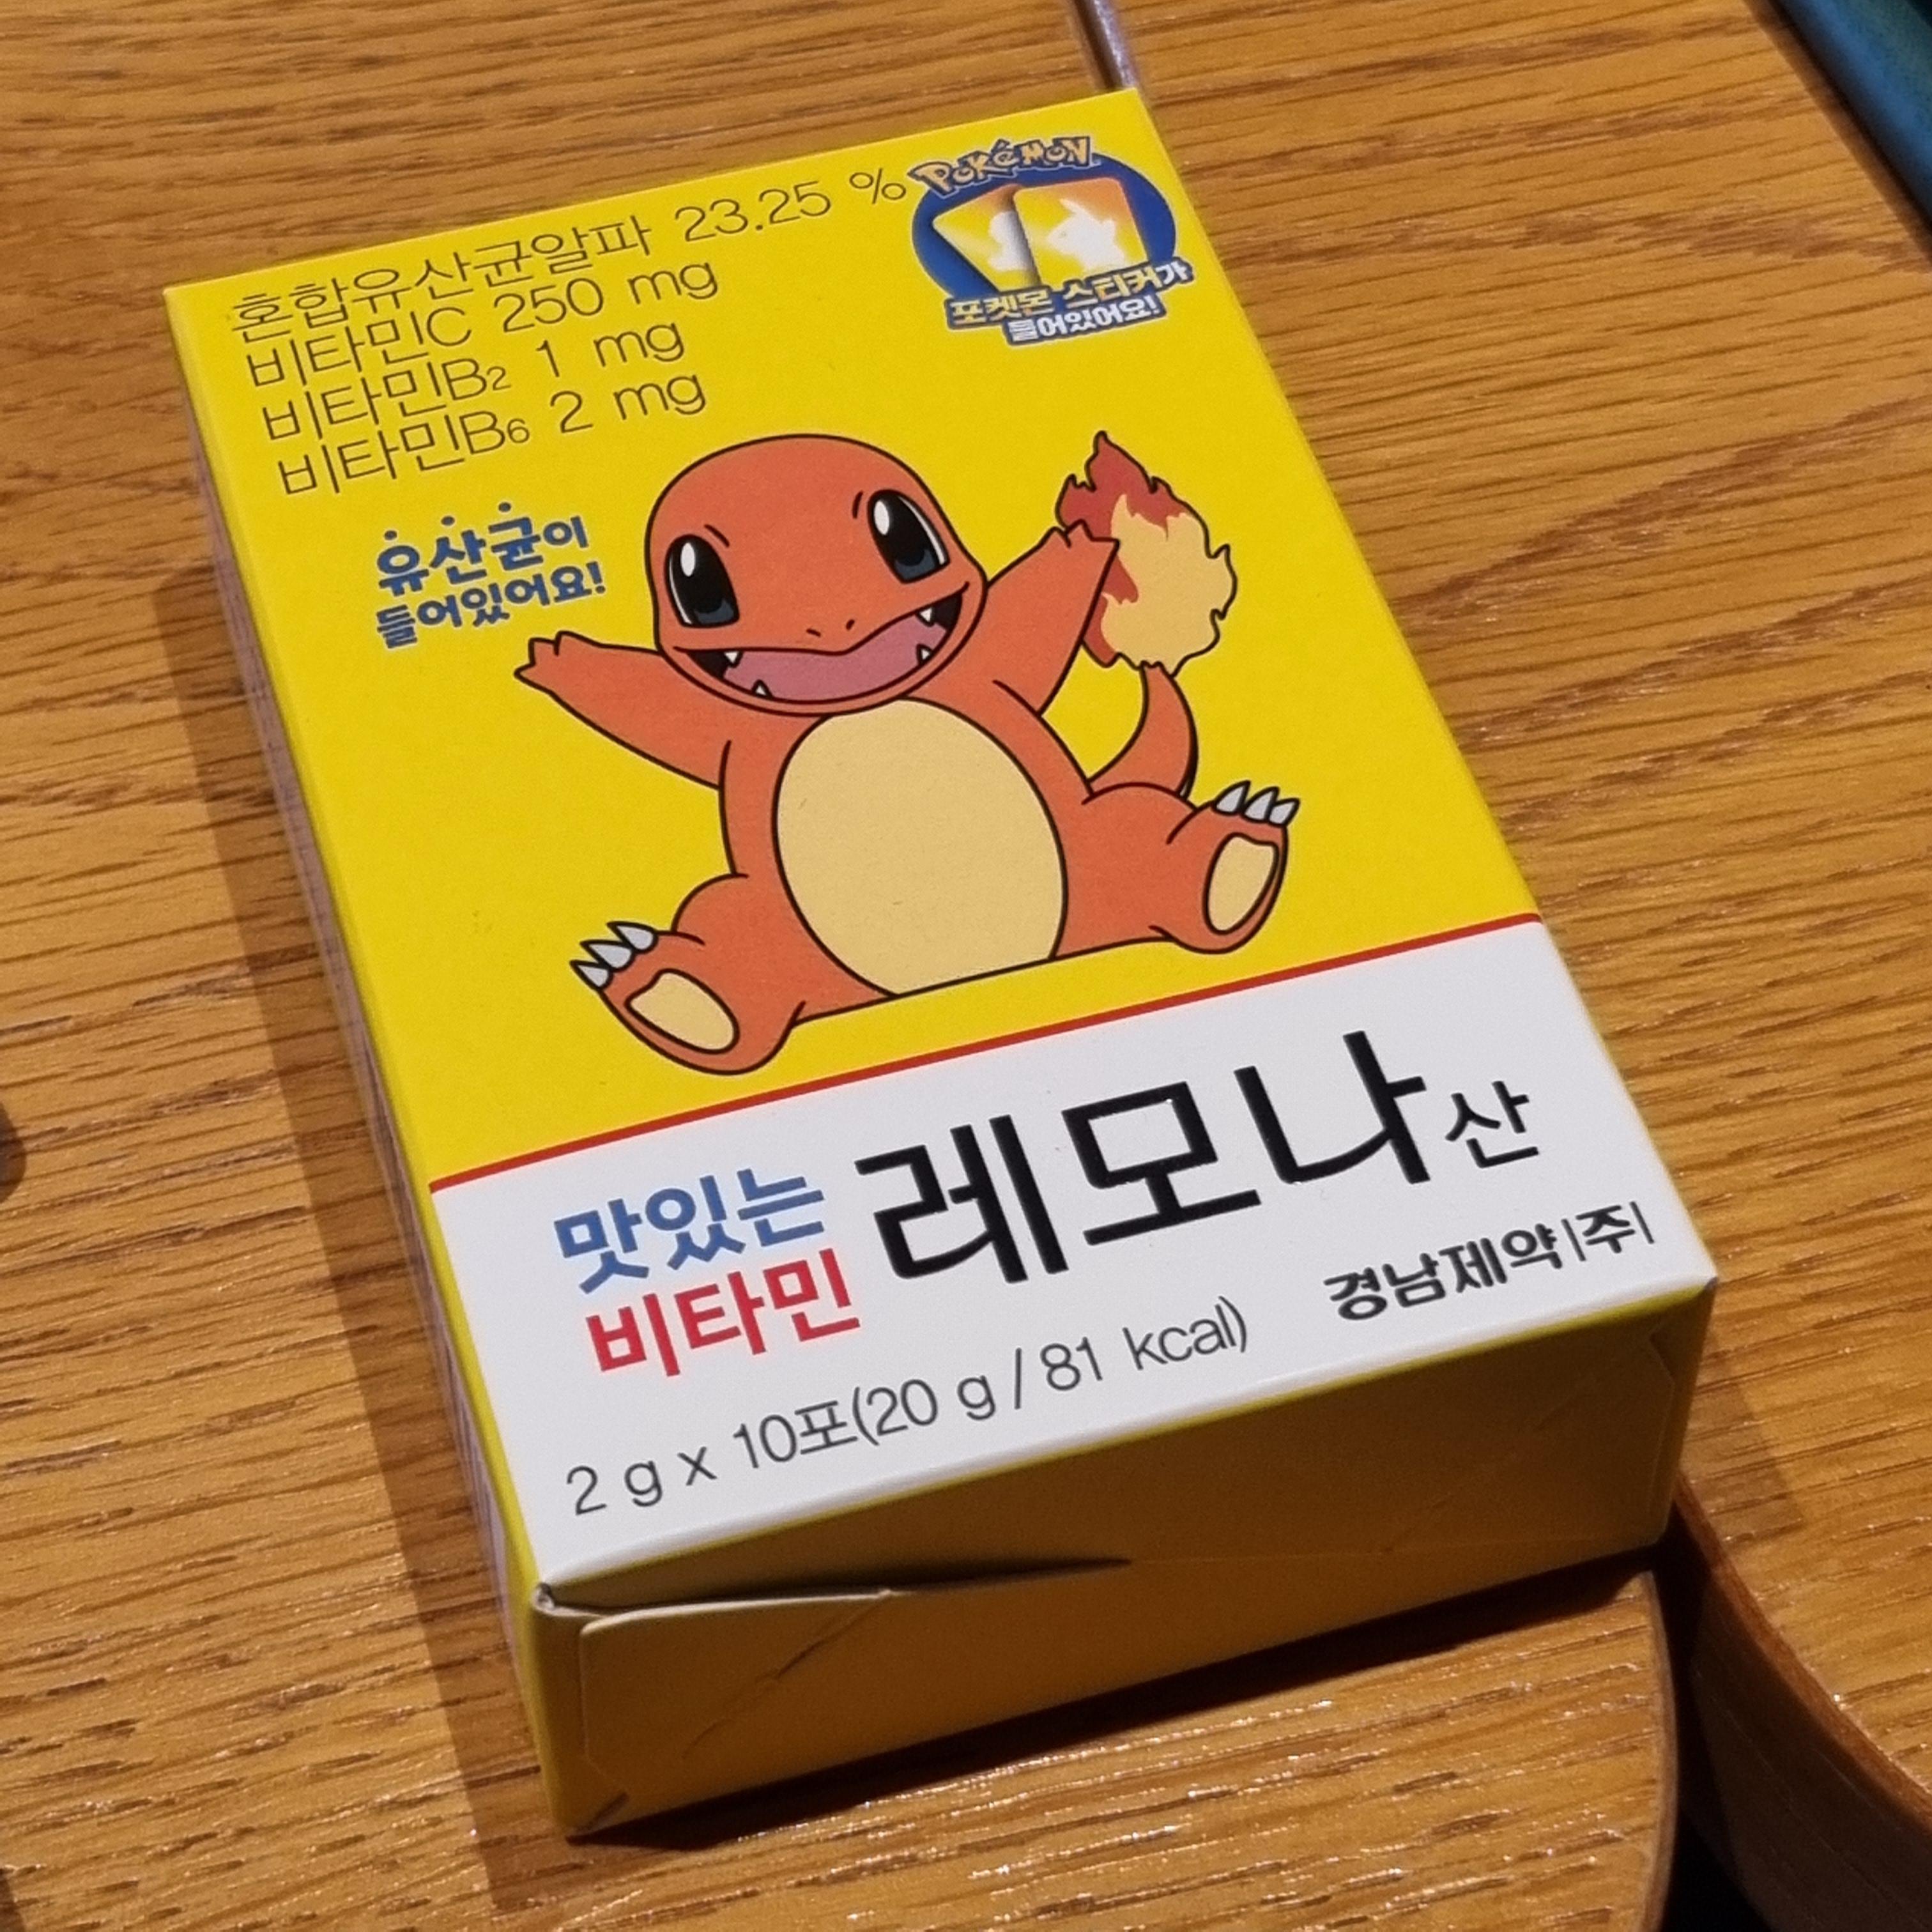 혼합유산균알파 23.25 %
비타민C 250 mg
비타민B2 1 mg
비타민B6 2 mg
POKéMON
포켓몬 스티커가
들어있어요!
유산균이
들어있어요!
맛있는
비타민
레모나산
경남제약|주|
2 g x 10포(20 g / 81 kcal)